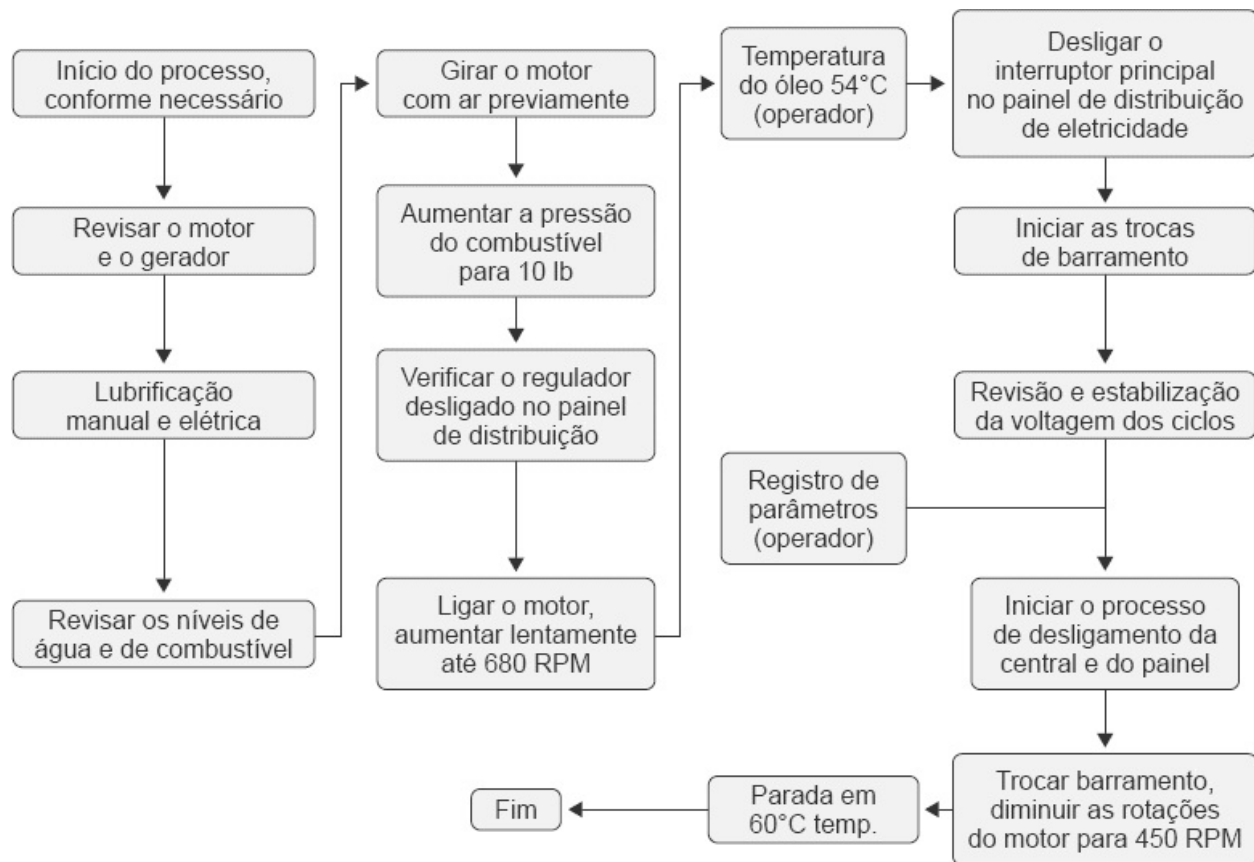 Início do processo,
conforme necessário
Revisar o motor
e o gerador
Lubrificação
manual e elétrica
Revisar os níveis de
água e de combustível
Girar o motor
com ar previamente
Aumentar a pressão
do combustível
para 10 lb
Verificar o regulador
desligado no painel
de distribuição
Ligar o motor,
aumentar lentamente
até 680 RPM
Temperatura
do óleo 54°C
(operador)
Desligar o
interruptor principal
no painel de distribuição
de eletricidade
Iniciar as trocas
de barramento
Revisão e estabilização
da voltagem dos ciclos
Registro de
parâmetros
(operador)
Iniciar o processo
de desligamento da
central e do painel
Trocar barramento,
diminuir as rotações
do motor para 450 RPM
Parada em
60°C temp.
Fim